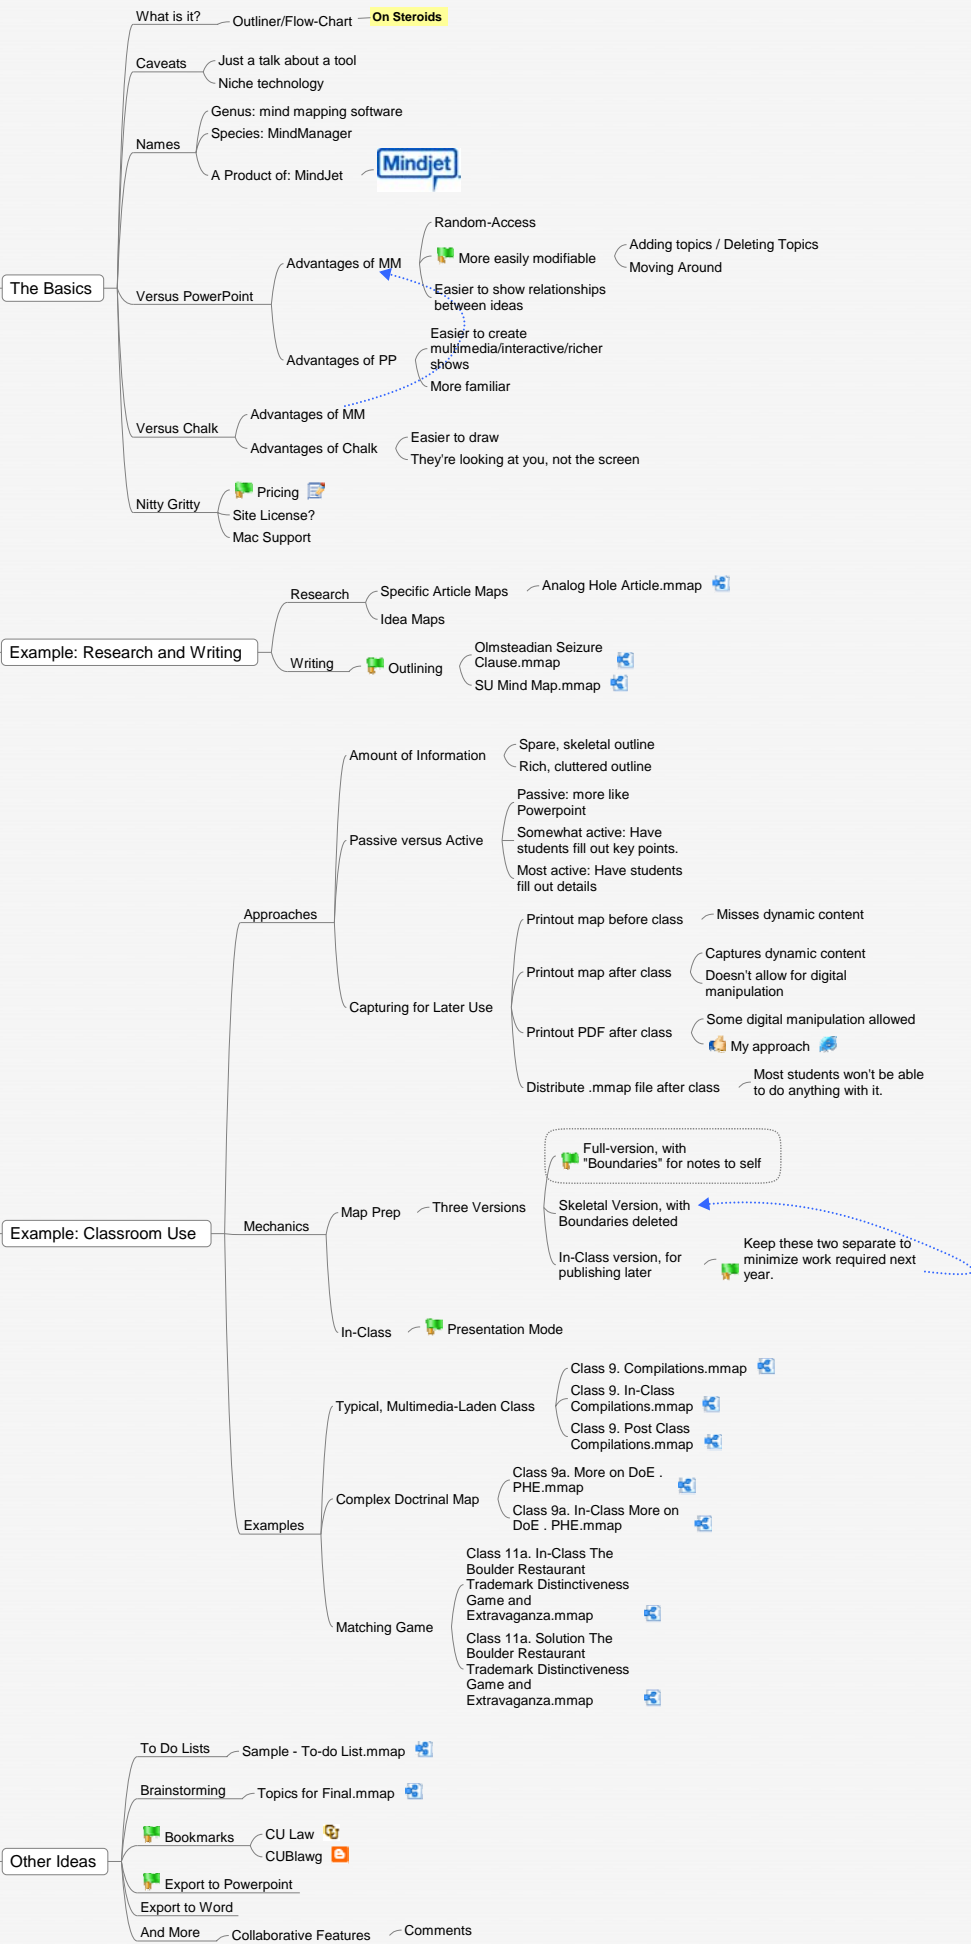 What is it?
Outliner/Flow-Chart
On Steroids
Caveats
Just a talk about a tool
Niche technology
Names
Genus: mind mapping software
Species: MindManager
A Product of: MindJet
Mindjet
The Basics
Versus PowerPoint
Advantages of MM
Random-Access
More easily modifiable
Adding topics / Deleting Topics
Moving Around
Easier to show relationships
between ideas
Advantages of PP
Easier to create
multimedia/interactive/richer
shows
More familiar
Versus Chalk
Advantages of MM
Advantages of Chalk
Easier to draw
They're looking at you, not the screen
Nitty Gritty
Pricing
Site License?
Mac Support
Example: Research and Writing
Research
Specific Article Maps
Analog Hole Article.mmap
Idea Maps
Writing
Outlining
Olmsteadian Seizure
Clause.mmap
SU Mind Map.mmap
Example: Classroom Use
Approaches
Amount of Information
Spare, skeletal outline
Rich, cluttered outline
Passive versus Active
Passive: more like
Powerpoint
Somewhat active: Have
students fill out key points.
Most active: Have students
fill out details
Capturing for Later Use
Printout map before class
Misses dynamic content
Printout map after class
Captures dynamic content
Doesn't allow for digital
manipulation
Printout PDF after class
Some digital manipulation allowed
My approach
Distribute .mmap file after class
Most students won't be able
to do anything with it.
Mechanics
Map Prep
Three Versions
Full-version, with
"Boundaries" for notes to self
Skeletal Version, with
Boundaries deleted
In-Class version, for
publishing later
Keep these two separate to
minimize work required next
year.
In-Class
Presentation Mode
Examples
Typical, Multimedia-Laden Class
Class 9. Compilations.mmap
Class 9. In-Class
Compilations.mmap
Class 9. Post Class
Compilations.mmap
Complex Doctrinal Map
Class 9a. More on DoE .
PHE.mmap
Class 9a. In-Class More on
DoE . PHE.mmap
Matching Game
Class 11a. In-Class The
Boulder Restaurant
Trademark Distinctiveness
Game and
Extravaganza.mmap
Class 11a. Solution The
Boulder Restaurant
Trademark Distinctiveness
Game and
Extravaganza.mmap
Other Ideas
To Do Lists
Sample - To-do List.mmap
Brainstorming
Topics for Final.mmap
Bookmarks
CU Law
CUBlawg
Export to Powerpoint
Export to Word
And More
Collaborative Features
Comments